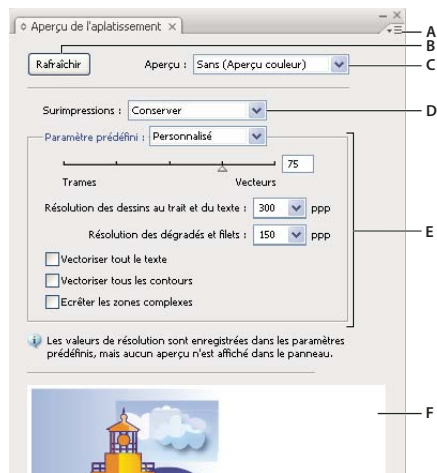 Aperçu de l'aplatissement ×
A
B
Rafraîchir
Aperçu : Sans (Aperçu couleur)
C
Surimpressions : Conserver
D
Paramètre prédéfini : Personnalisé
75
Trames Vecteurs
Résolution des dessins au trait et du texte : 300 ppp
Résolution des dégradés et filets : 150 ppp
E
Vectoriser tout le texte
Vectoriser tous les contours
Ecrêter les zones complexes
Les valeurs de résolution sont enregistrées dans les paramètres
prédéfinis, mais aucun aperçu n'est affiché dans le panneau.
F